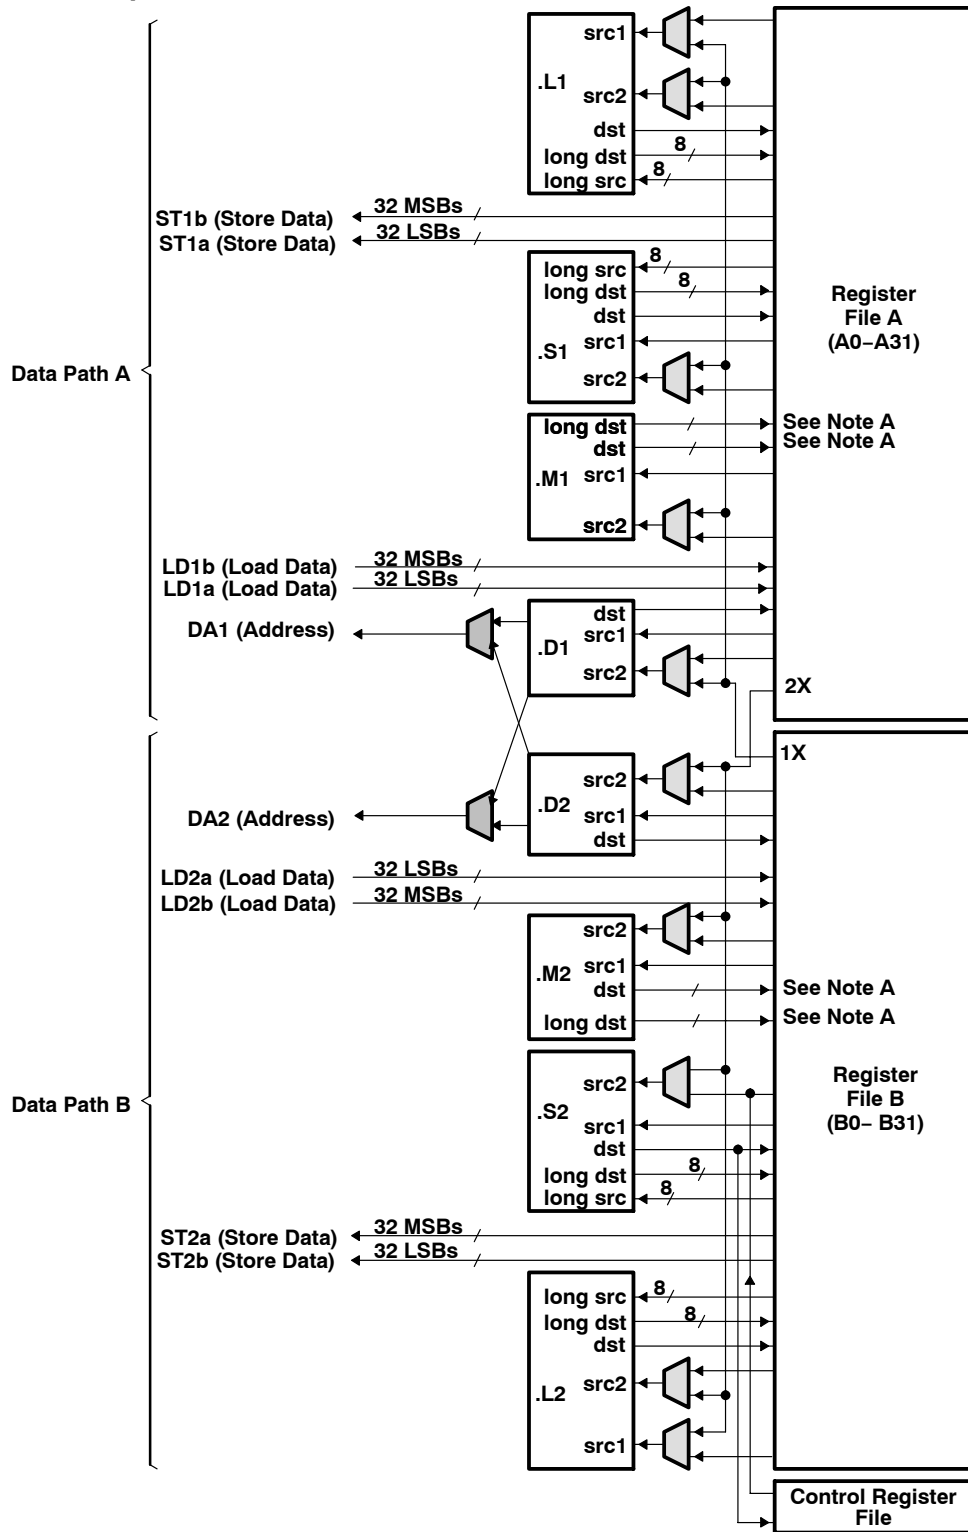 src1
.L1
src2
dst
8
long dst
8
long src
32 MSBs
ST1b (Store Data)
32 LSBs
ST1a (Store Data)
8
long src
8
long dst
dst
Register
File A
(A0−A31)
src1
.S1
src2
Data Path A
long dst
See Note A
dst
See Note A
src1
.M1
src2
32 MSBs
LD1b (Load Data)
32 LSBs
LD1a (Load Data)
dst
DA1 (Address)
src1
.D1
src2
2X
1X
src2
.D2
src1
DA2 (Address)
dst
32 LSBs
LD2a (Load Data)
32 MSBs
LD2b (Load Data)
src2
src1
.M2
dst
See Note A
long dst
See Note A
src2
Register
File B
(B0− B31)
Data Path B
.S2
src1
dst
8
long dst
8
long src
32 MSBs
ST2a (Store Data)
32 LSBs
ST2b (Store Data)
8
long src
8
long dst
dst
src2
.L2
src1
Control Register
File